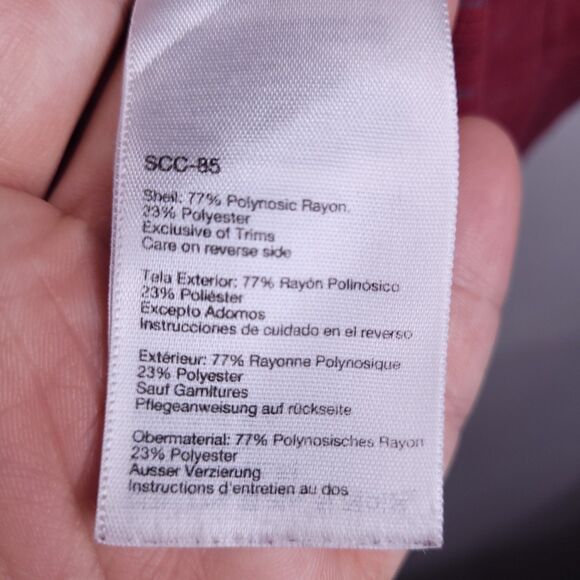 SCC-85
Shell: 77% Polynosic Rayon,
23% Polyester
Exclusive of Trims
Care on reverse side
Tela Exterior: 77% Rayón Polinósico
23% Poliéster
Excepto Adornos
Instrucciones de cuidado en el reverso
Extérieur: 77% Rayonne Polynosique
23% Polyester
Sauf Garnitures
Pflegeanweisung auf rückseite
Obermaterial: 77% Polynosisches Rayon
23% Polyester
Ausser Verzierung
Instructions d'entretien au dos